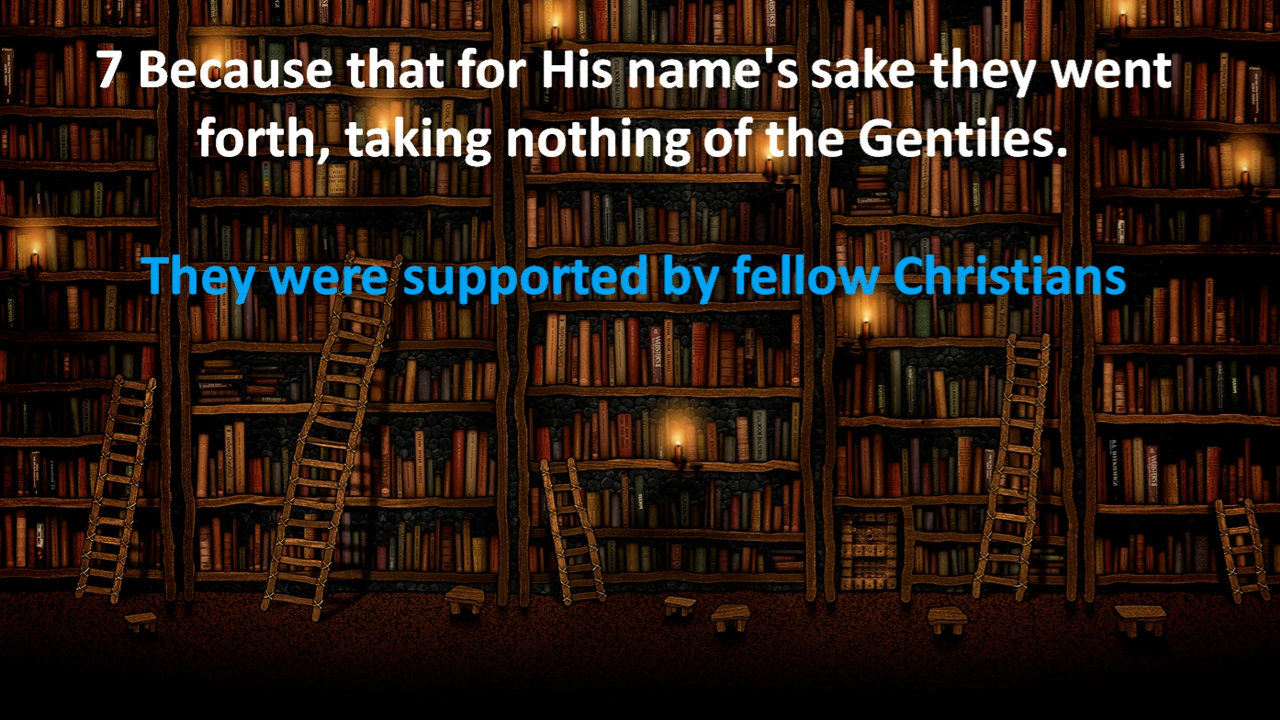 7 Because that for His name's sake they went
forth, taking nothing of the Gentiles.
They were supported by fellow Christians